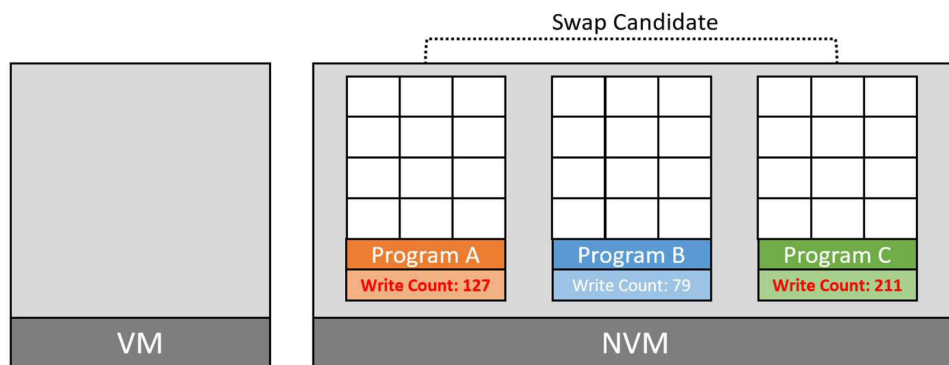 Swap Candidate
Program A
Write Count: 127
Program B
Write Count: 79
Program C
Write Count: 211
VM
NVM